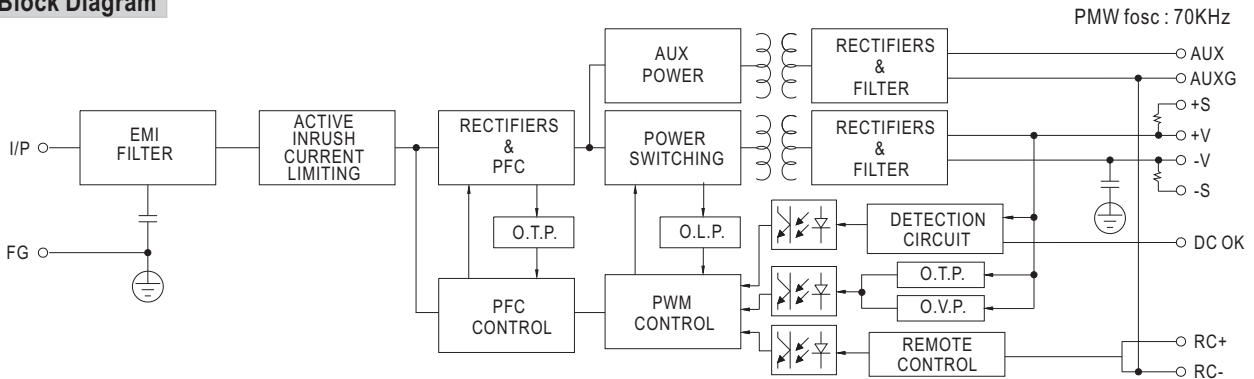 Block Diagram
PMW fosc : 70KHz
I/P
FG
EMI
FILTER
ACTIVE
INRUSH
CURRENT
LIMITING
RECTIFIERS
&
PFC
O.T.P.
PFC
CONTROL
AUX
POWER
POWER
SWITCHING
O.L.P.
PWM
CONTROL
RECTIFIERS
&
FILTER
RECTIFIERS
&
FILTER
DETECTION
CIRCUIT
O.T.P.
O.V.P.
REMOTE
CONTROL
AUX
AUXG
+S
+V
-V
-S
DC OK
RC+
RC-